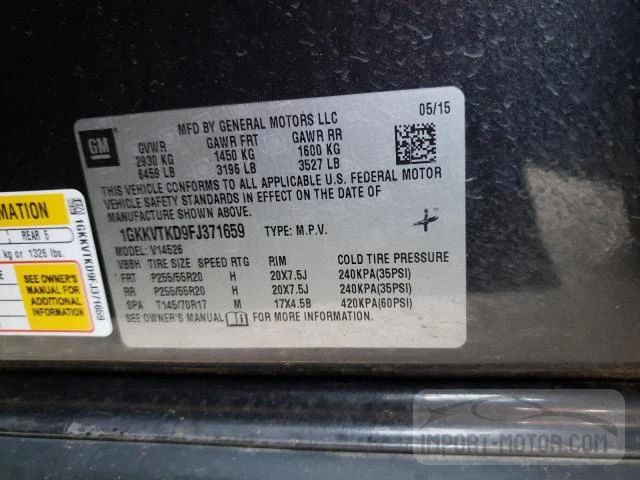 MFD BY GENERAL MOTORS LLC 05/15
GM
GVWR GAWR FRT GAWR RR
2930 KG 1450 KG 1600 KG
6459 LB 3196 LB 3527 LB
THIS VEHICLE CONFORMS TO ALL APPLICABLE U.S. FEDERAL MOTOR
VEHICLE SAFETY STANDARDS IN EFFECT ON THE DATE OF
MANUFACTURE SHOWN ABOVE.
1GKKVTKD9FJ371659 TYPE: M.P.V.
MODEL: V14526
VBBH TIRE SIZE SPEED RTG RIM COLD TIRE PRESSURE
FRT P255/55R20 H 20X7.5J 240KPA(35PSI)
RR P255/55R20 H 20X7.5J 240KPA(35PSI)
SPA T145/70R17 M 17X4.5B 420KPA(60PSI)
SEE OWNER'S MANUAL FOR MORE INFORMATION.
MATION
REAR 5
kg or 1326 lbs.
SEE OWNER'S
MANUAL FOR
ADDITIONAL
INFORMATION
1GKKVTKD9FJ371659
IMPORT-MOTOR.COM